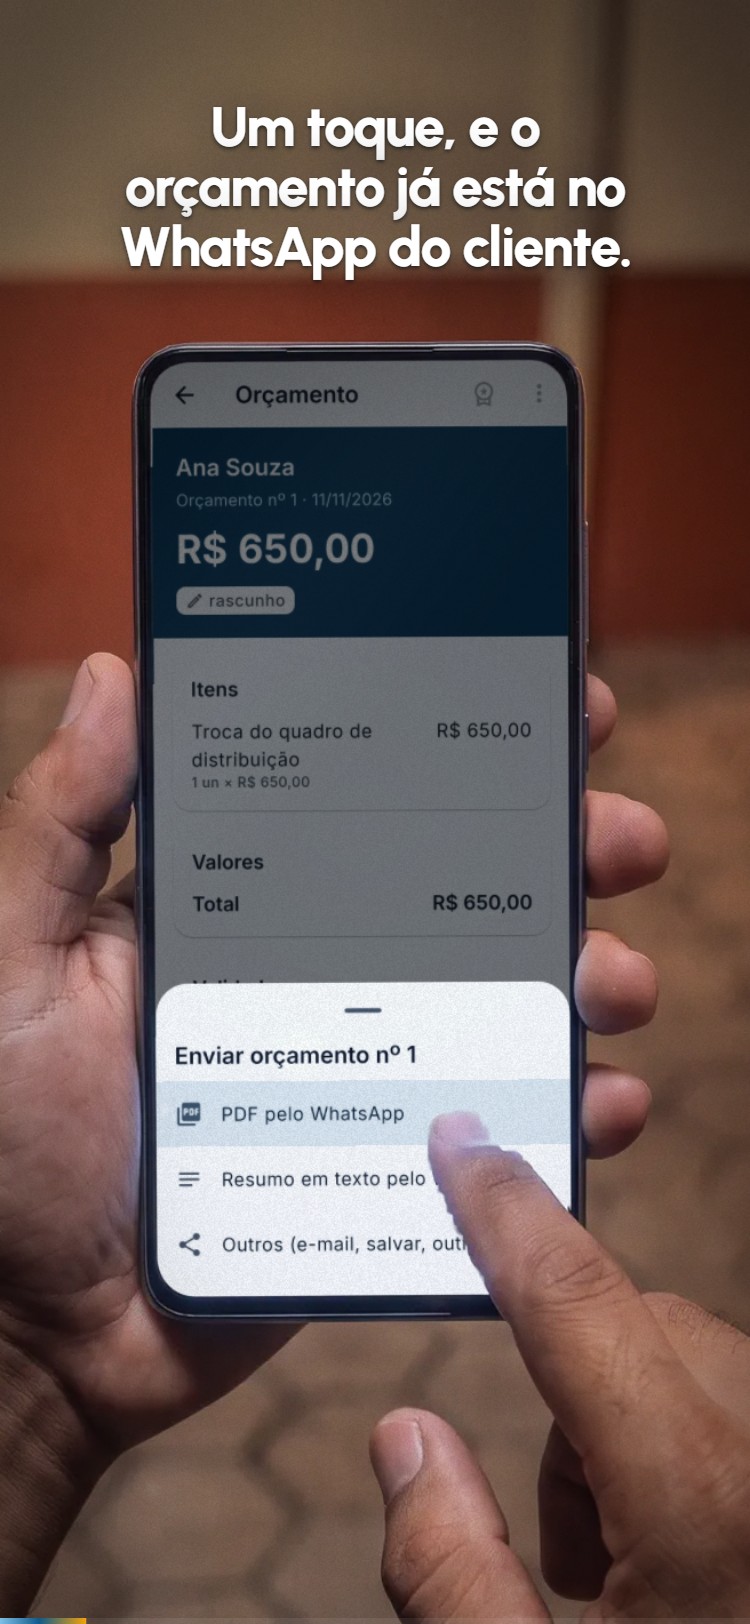 Um toque, e o
orçamento já está no
WhatsApp do cliente.
Orçamento
Ana Souza
Orçamento nº 1 · 11/11/2026
R$ 650,00
rascunho
Itens
Troca do quadro de R$ 650,00
distribuição
1 un × R$ 650,00
Valores
Total R$ 650,00
Enviar orçamento nº 1
PDF PDF pelo WhatsApp
Resumo em texto pelo
Outros (e-mail, salvar,